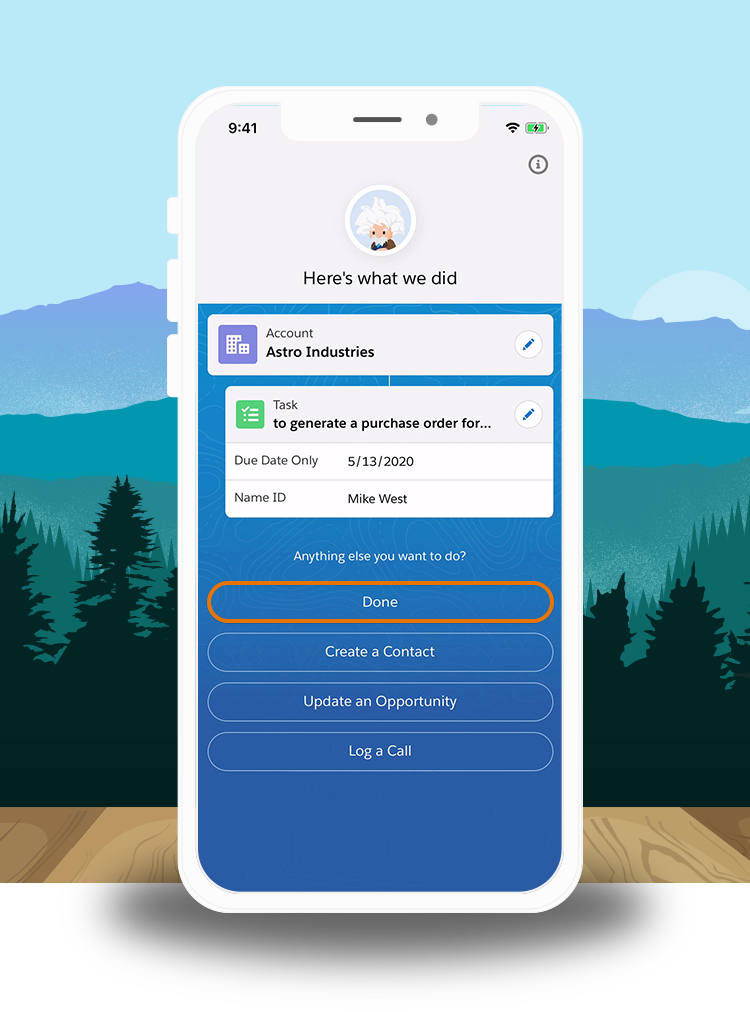 9:41
Here's what we did
Account
Astro Industries
Task
to generate a purchase order for...
Due Date Only 5/13/2020
Name ID Mike West
Anything else you want to do?
Done
Create a Contact
Update an Opportunity
Log a Call